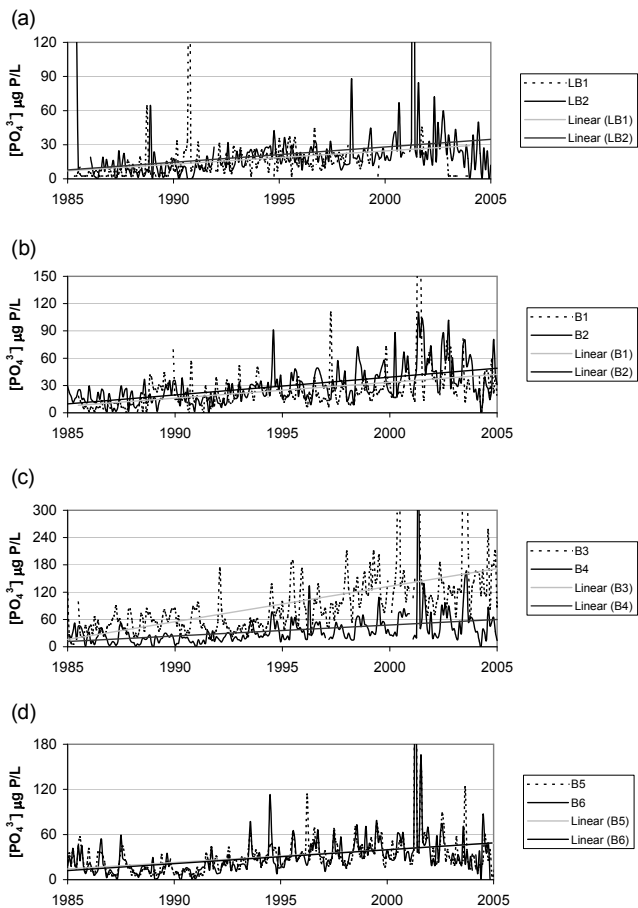 (a)
[PO₄³] µg P/L
120
90
60
30
0
1985 1990 1995 2000 2005
LB1
LB2
Linear (LB1)
Linear (LB2)
(b)
[PO₄³] µg P/L
150
120
90
60
30
0
1985 1990 1995 2000 2005
B1
B2
Linear (B1)
Linear (B2)
(c)
[PO₄³] µg P/L
300
240
180
120
60
0
1985 1990 1995 2000 2005
B3
B4
Linear (B3)
Linear (B4)
(d)
[PO₄³] µg P/L
180
120
60
0
1985 1990 1995 2000 2005
B5
B6
Linear (B5)
Linear (B6)